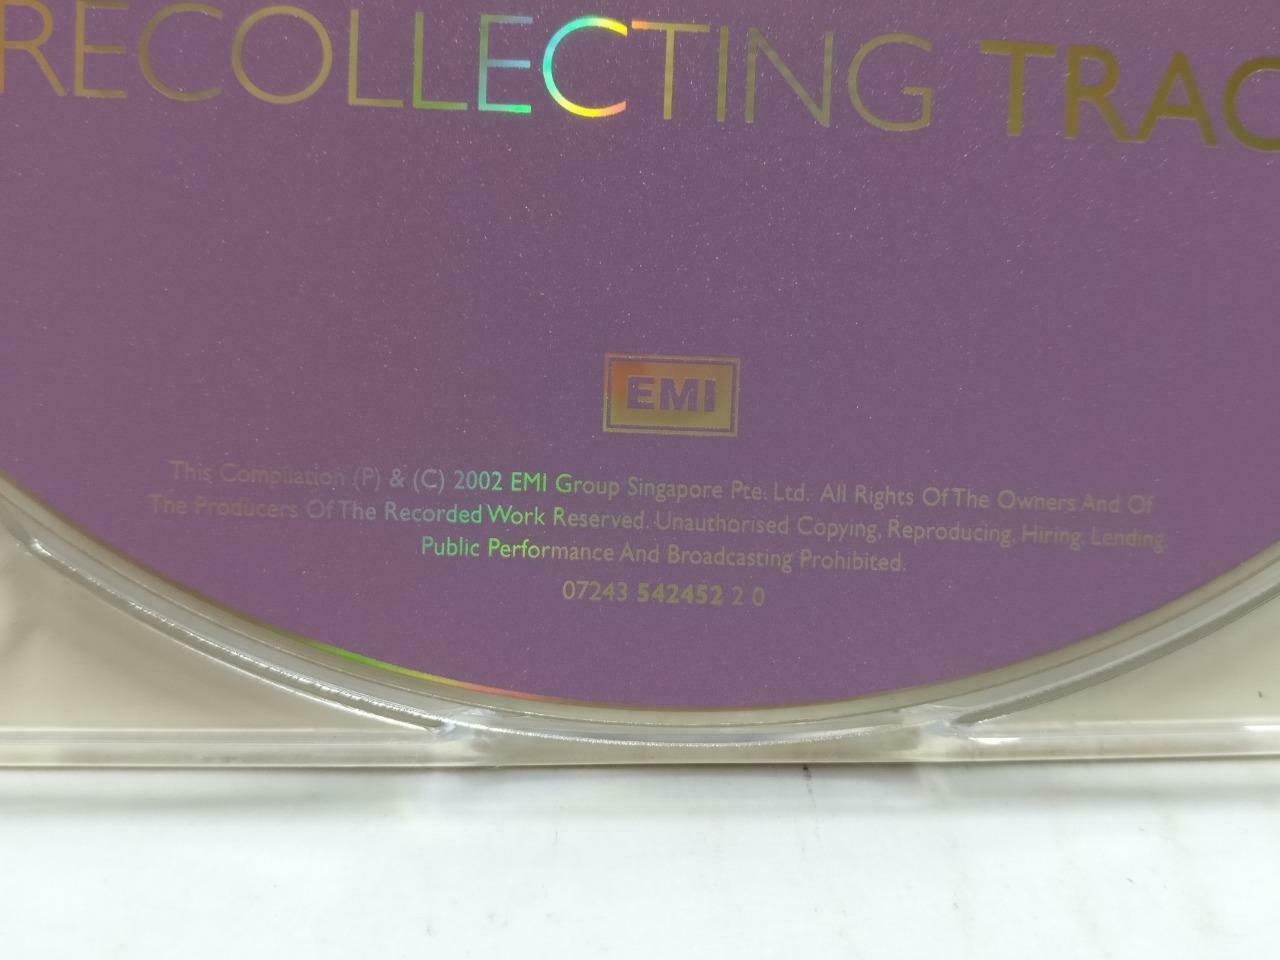 RECOLLECTING TRAC
EMI
This Compilation (P) & (C) 2002 EMI Group Singapore Pte. Ltd. All Rights Of The Owners And Of
The Producers Of The Recorded Work Reserved. Unauthorised Copying, Reproducing, Hiring, Lending,
Public Performance And Broadcasting Prohibited.
07243 542452 2 0